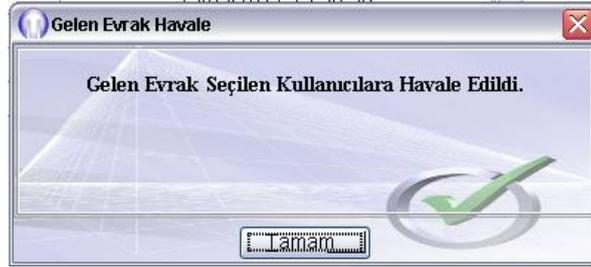 Gelen Evrak Havale
Gelen Evrak Seçilen Kullanıcılara Havale Edildi.
Tamam